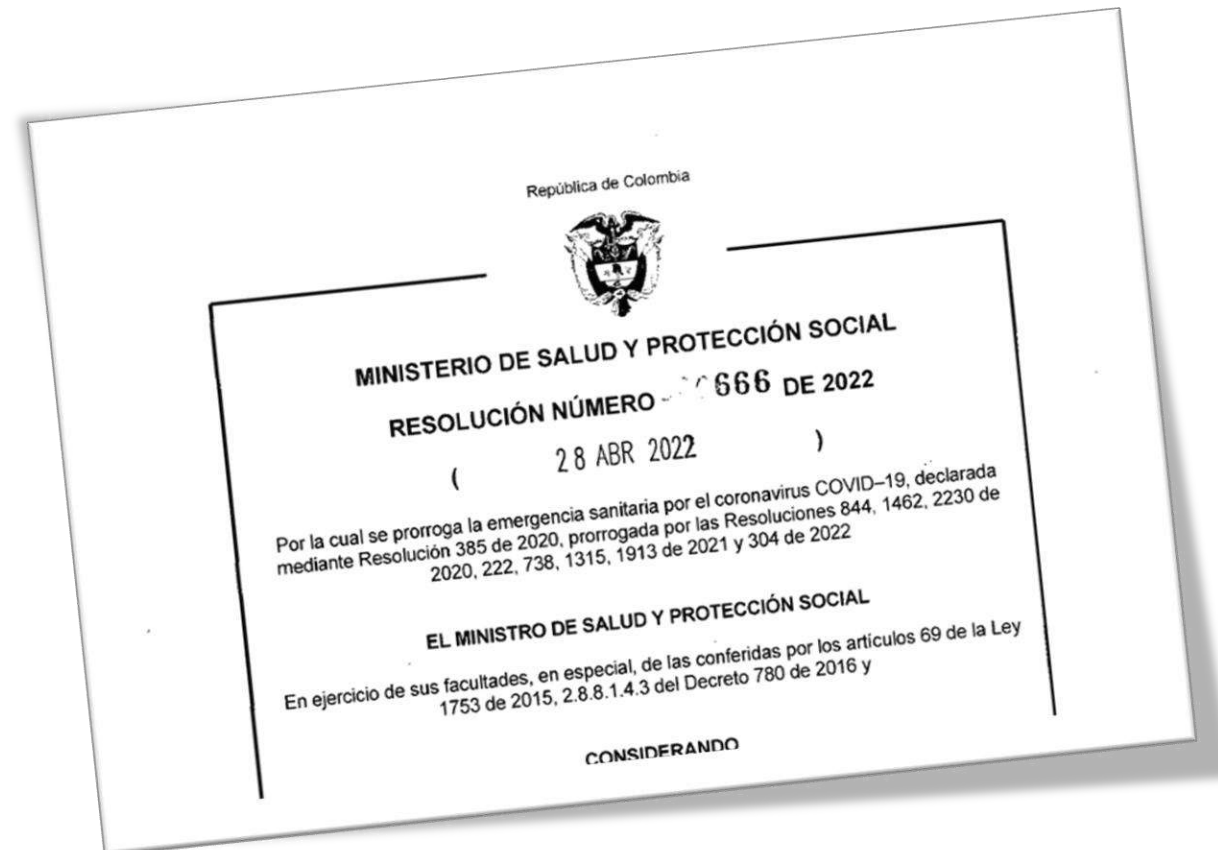 República de Colombia
MINISTERIO DE SALUD Y PROTECCIÓN SOCIAL
RESOLUCIÓN NÚMERO 666 DE 2022
( 28 ABR 2022 )
Por la cual se prorroga la emergencia sanitaria por el coronavirus COVID–19, declarada
mediante Resolución 385 de 2020, prorrogada por las Resoluciones 844, 1462, 2230 de
2020, 222, 738, 1315, 1913 de 2021 y 304 de 2022
EL MINISTRO DE SALUD Y PROTECCIÓN SOCIAL
En ejercicio de sus facultades, en especial, de las conferidas por los artículos 69 de la Ley
1753 de 2015, 2.8.8.1.4.3 del Decreto 780 de 2016 y
CONSIDERANDO